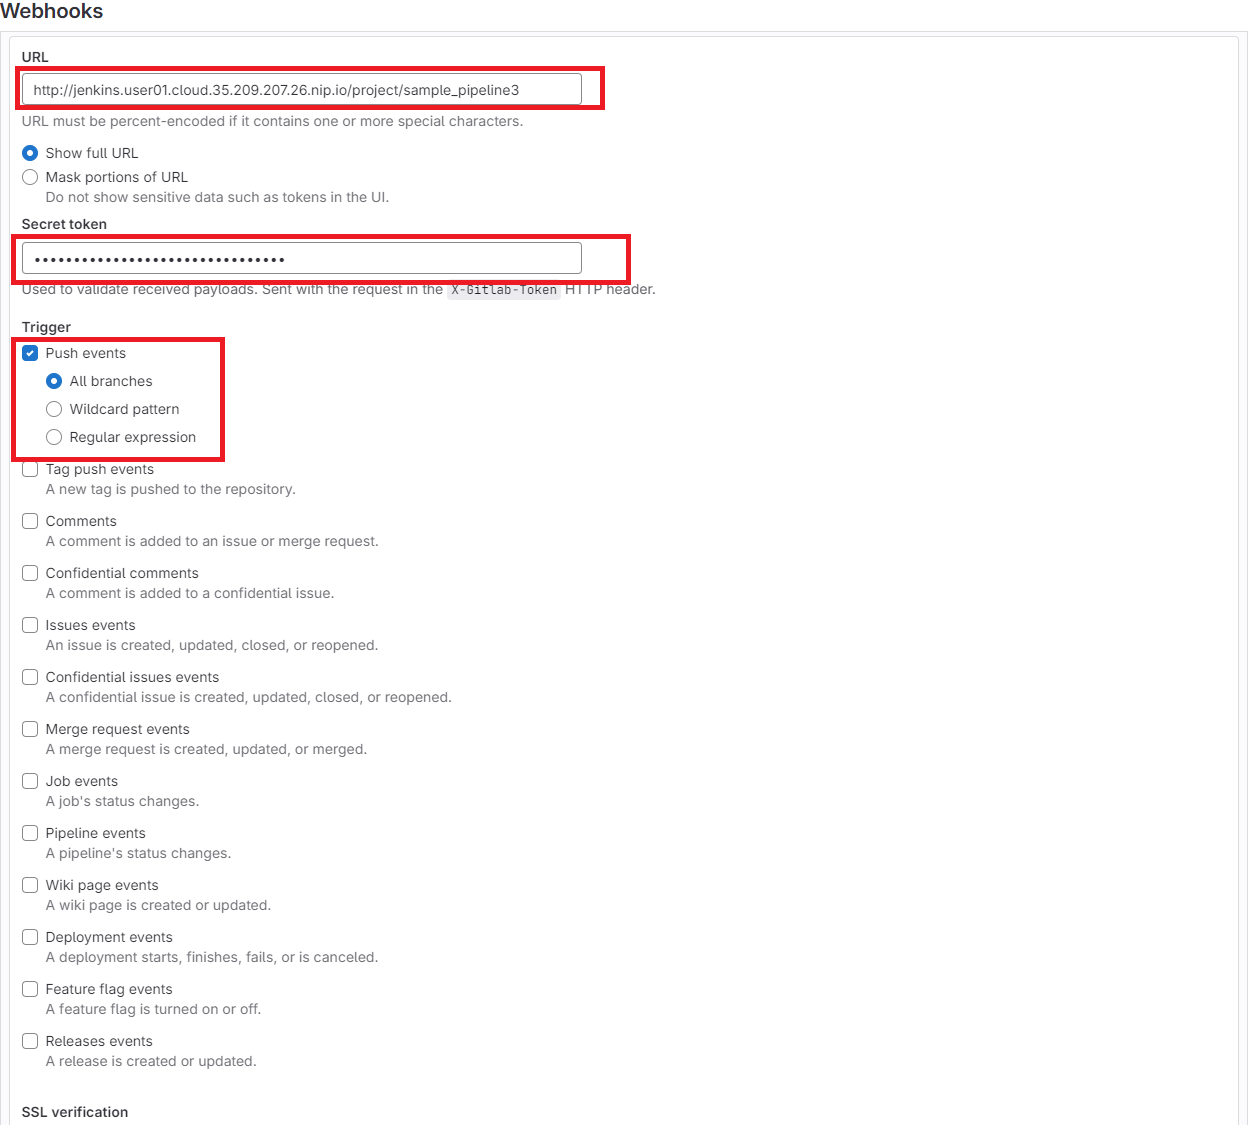 Webhooks
URL
http://jenkins.user01.cloud.35.209.207.26.nip.io/project/sample_pipeline3
URL must be percent-encoded if it contains one or more special characters.
Show full URL
Mask portions of URL
Do not show sensitive data such as tokens in the UI.
Secret token
••••••••••••••••••••••••••••••••
Used to validate received payloads. Sent with the request in the X-Gitlab-Token HTTP header.
Trigger
Push events
All branches
Wildcard pattern
Regular expression
Tag push events
A new tag is pushed to the repository.
Comments
A comment is added to an issue or merge request.
Confidential comments
A comment is added to a confidential issue.
Issues events
An issue is created, updated, closed, or reopened.
Confidential issues events
A confidential issue is created, updated, closed, or reopened.
Merge request events
A merge request is created, updated, or merged.
Job events
A job's status changes.
Pipeline events
A pipeline's status changes.
Wiki page events
A wiki page is created or updated.
Deployment events
A deployment starts, finishes, fails, or is canceled.
Feature flag events
A feature flag is turned on or off.
Releases events
A release is created or updated.
SSL verification